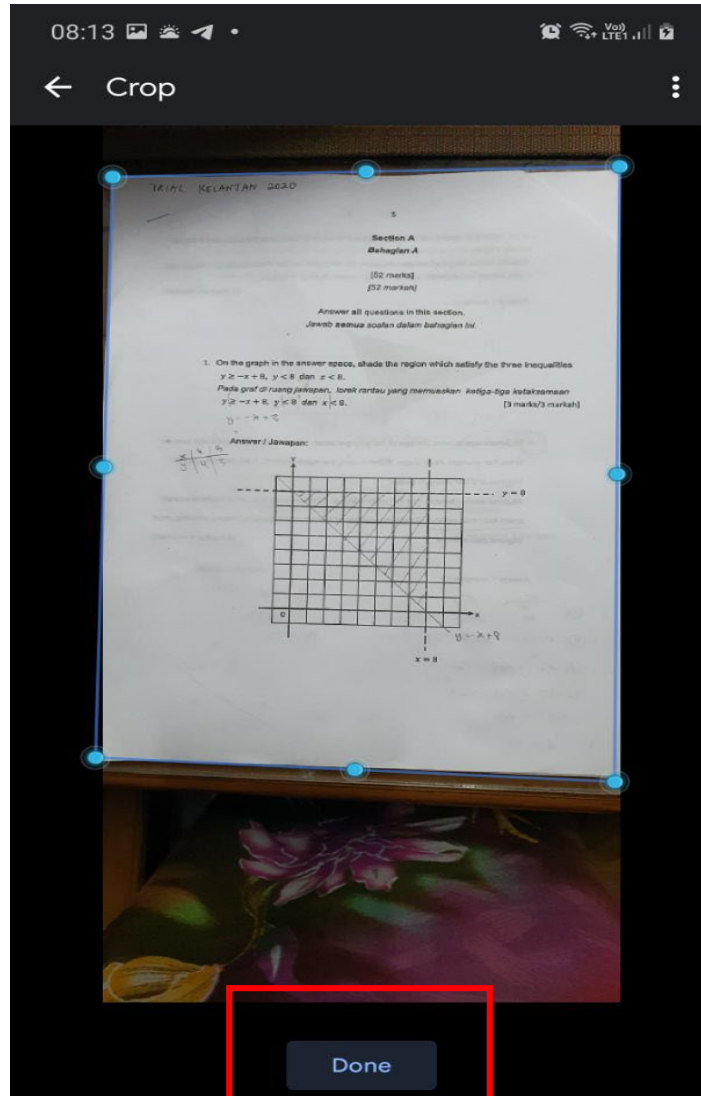 08:13
Vo)) LTE1
Crop
TRIAL KELANTAN 2020
5
Section A
Bahagian A
[52 marks]
[52 markah]
Answer all questions in this section.
Jawab semua soalan dalam bahagian ini.
1. On the graph in the answer space, shade the region which satisfy the three inequalities
y ≥ −x + 8, y < 8 dan x < 8.
Pada graf di ruang jawapan, lorek rantau yang memuaskan ketiga-tiga ketaksamaan
y ≥ −x + 8, y < 8 dan x < 8. [3 marks/3 markah]
Answer / Jawapan:
Y
y = 8
0
x
y = -x+8
x = 8
Done